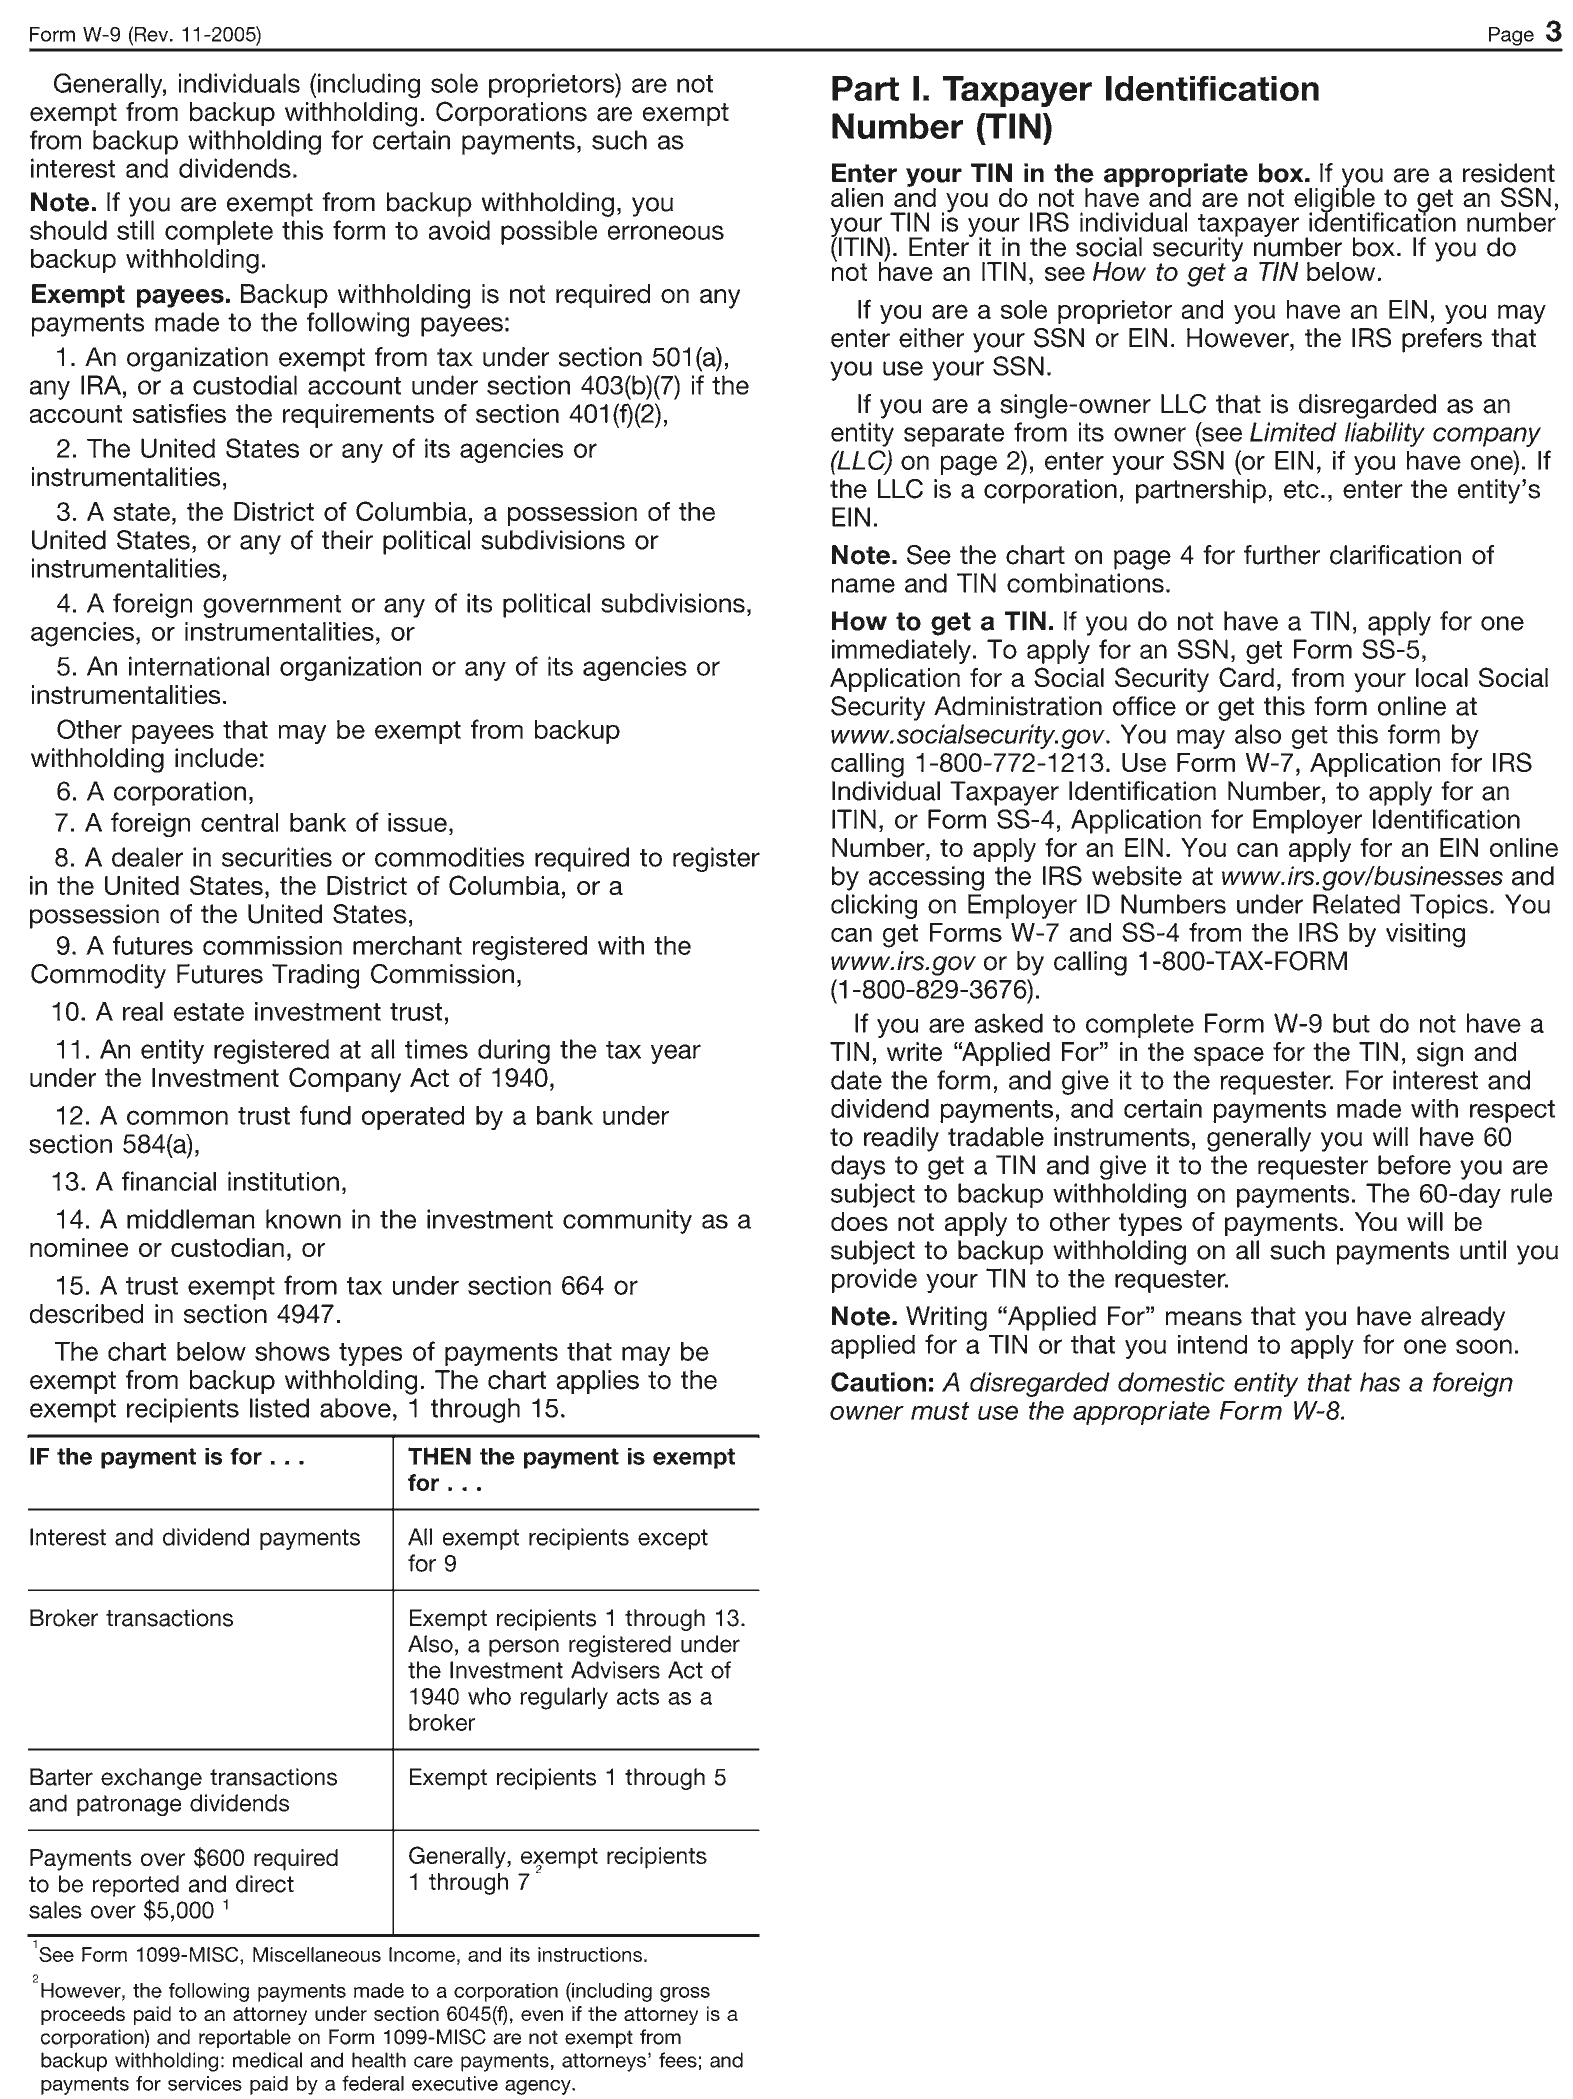 Form W-9 (Rev. 11-2005)
Page 3
Generally, individuals (including sole proprietors) are not
exempt from backup withholding. Corporations are exempt
from backup withholding for certain payments, such as
interest and dividends.
Note. If you are exempt from backup withholding, you
should still complete this form to avoid possible erroneous
backup withholding.
Exempt payees. Backup withholding is not required on any
payments made to the following payees:
1. An organization exempt from tax under section 501(a),
any IRA, or a custodial account under section 403(b)(7) if the
account satisfies the requirements of section 401(f)(2),
2. The United States or any of its agencies or
instrumentalities,
3. A state, the District of Columbia, a possession of the
United States, or any of their political subdivisions or
instrumentalities,
4. A foreign government or any of its political subdivisions,
agencies, or instrumentalities, or
5. An international organization or any of its agencies or
instrumentalities.
Other payees that may be exempt from backup
withholding include:
6. A corporation,
7. A foreign central bank of issue,
8. A dealer in securities or commodities required to register
in the United States, the District of Columbia, or a
possession of the United States,
9. A futures commission merchant registered with the
Commodity Futures Trading Commission,
10. A real estate investment trust,
11. An entity registered at all times during the tax year
under the Investment Company Act of 1940,
12. A common trust fund operated by a bank under
section 584(a),
13. A financial institution,
14. A middleman known in the investment community as a
nominee or custodian, or
15. A trust exempt from tax under section 664 or
described in section 4947.
The chart below shows types of payments that may be
exempt from backup withholding. The chart applies to the
exempt recipients listed above, 1 through 15.
IF the payment is for . . .
THEN the payment is exempt
for . . .
Interest and dividend payments
All exempt recipients except
for 9
Broker transactions
Exempt recipients 1 through 13.
Also, a person registered under
the Investment Advisers Act of
1940 who regularly acts as a
broker
Barter exchange transactions
and patronage dividends
Exempt recipients 1 through 5
Payments over $600 required
to be reported and direct
sales over $5,000 1
Generally, exempt recipients
1 through 7 2
1 See Form 1099-MISC, Miscellaneous Income, and its instructions.
2 However, the following payments made to a corporation (including gross
proceeds paid to an attorney under section 6045(f), even if the attorney is a
corporation) and reportable on Form 1099-MISC are not exempt from
backup withholding: medical and health care payments, attorneys' fees; and
payments for services paid by a federal executive agency.
Part I. Taxpayer Identification
Number (TIN)
Enter your TIN in the appropriate box. If you are a resident
alien and you do not have and are not eligible to get an SSN,
your TIN is your IRS individual taxpayer identification number
(ITIN). Enter it in the social security number box. If you do
not have an ITIN, see How to get a TIN below.
If you are a sole proprietor and you have an EIN, you may
enter either your SSN or EIN. However, the IRS prefers that
you use your SSN.
If you are a single-owner LLC that is disregarded as an
entity separate from its owner (see Limited liability company
(LLC) on page 2), enter your SSN (or EIN, if you have one). If
the LLC is a corporation, partnership, etc., enter the entity's
EIN.
Note. See the chart on page 4 for further clarification of
name and TIN combinations.
How to get a TIN. If you do not have a TIN, apply for one
immediately. To apply for an SSN, get Form SS-5,
Application for a Social Security Card, from your local Social
Security Administration office or get this form online at
www.socialsecurity.gov. You may also get this form by
calling 1-800-772-1213. Use Form W-7, Application for IRS
Individual Taxpayer Identification Number, to apply for an
ITIN, or Form SS-4, Application for Employer Identification
Number, to apply for an EIN. You can apply for an EIN online
by accessing the IRS website at www.irs.gov/businesses and
clicking on Employer ID Numbers under Related Topics. You
can get Forms W-7 and SS-4 from the IRS by visiting
www.irs.gov or by calling 1-800-TAX-FORM
(1-800-829-3676).
If you are asked to complete Form W-9 but do not have a
TIN, write “Applied For” in the space for the TIN, sign and
date the form, and give it to the requester. For interest and
dividend payments, and certain payments made with respect
to readily tradable instruments, generally you will have 60
days to get a TIN and give it to the requester before you are
subject to backup withholding on payments. The 60-day rule
does not apply to other types of payments. You will be
subject to backup withholding on all such payments until you
provide your TIN to the requester.
Note. Writing “Applied For” means that you have already
applied for a TIN or that you intend to apply for one soon.
Caution: A disregarded domestic entity that has a foreign
owner must use the appropriate Form W-8.